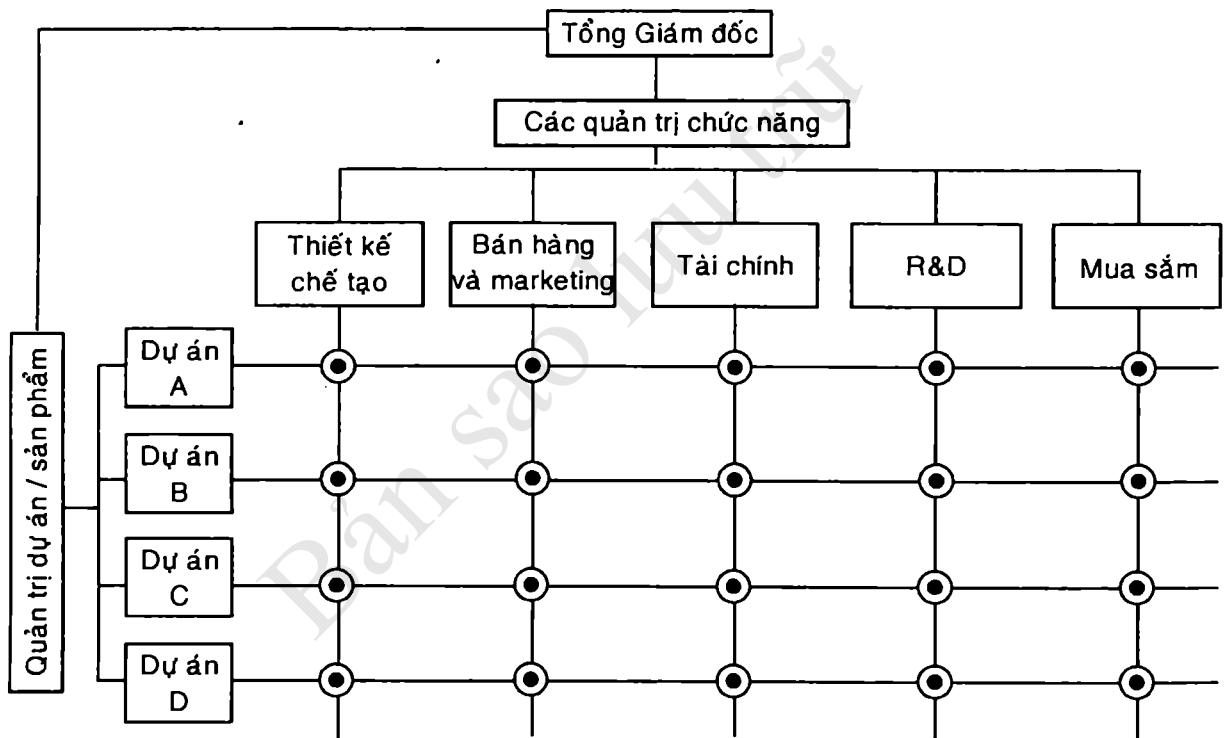 Tổng Giám đốc
Các quản trị chức năng
Thiết kế
chế tạo
Bán hàng
và marketing
Tài chính
R&D
Mua sắm
Quản trị dự án / sản phẩm
Dự án
A
Dự án
B
Dự án
C
Dự án
D
Bản sao lưu trữ